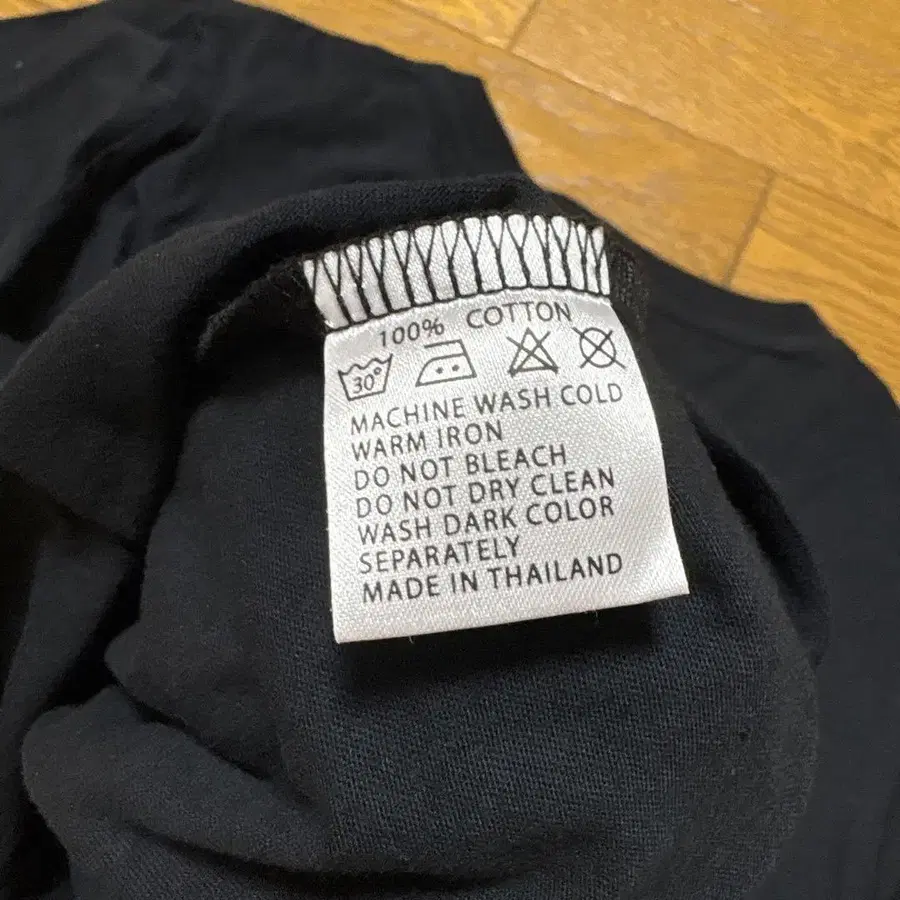 100% COTTON
30°
MACHINE WASH COLD
WARM IRON
DO NOT BLEACH
DO NOT DRY CLEAN
WASH DARK COLOR
SEPARATELY
MADE IN THAILAND